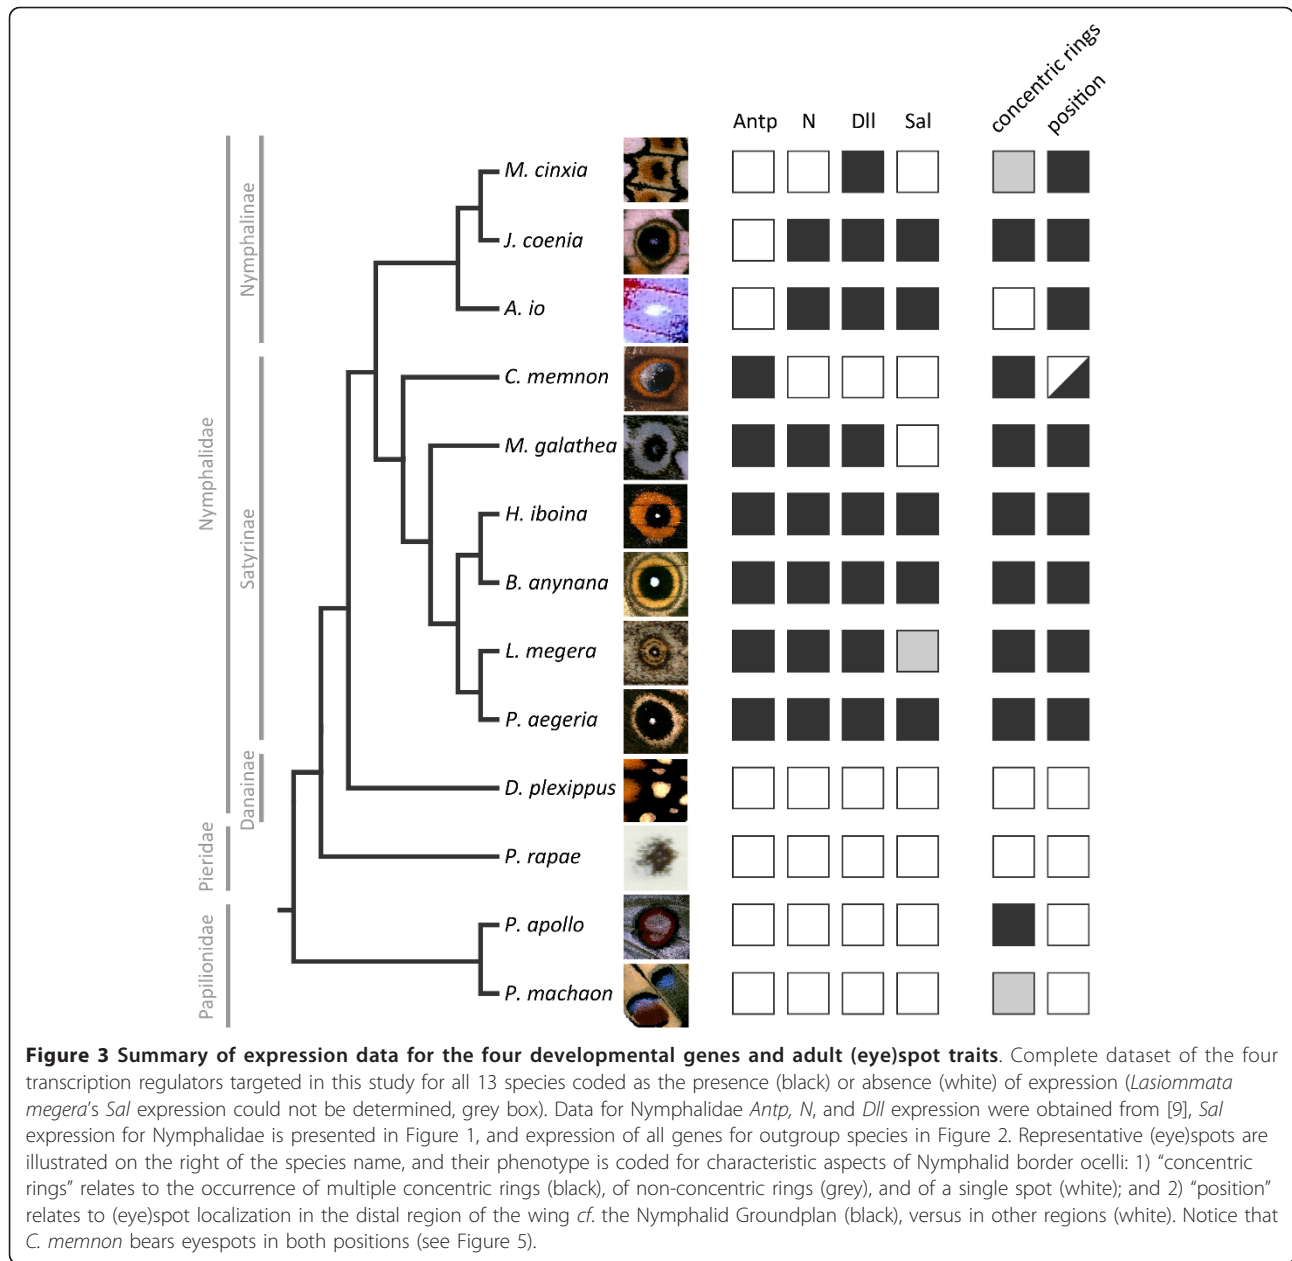 Antp N Dll Sal concentric rings position
Nymphalidae
Nymphalinae
M. cinxia
J. coenia
A. io
Satyrinae
C. memnon
M. galathea
H. iboina
B. anynana
L. megera
P. aegeria
Danainae
D. plexippus
Pieridae
P. rapae
Papilionidae
P. apollo
P. machaon
Figure 3 Summary of expression data for the four developmental genes and adult (eye)spot traits. Complete dataset of the four
transcription regulators targeted in this study for all 13 species coded as the presence (black) or absence (white) of expression (Lasiommata
megera's Sal expression could not be determined, grey box). Data for Nymphalidae Antp, N, and Dll expression were obtained from [9], Sal
expression for Nymphalidae is presented in Figure 1, and expression of all genes for outgroup species in Figure 2. Representative (eye)spots are
illustrated on the right of the species name, and their phenotype is coded for characteristic aspects of Nymphalid border ocelli: 1) "concentric
rings" relates to the occurrence of multiple concentric rings (black), of non-concentric rings (grey), and of a single spot (white); and 2) "position"
relates to (eye)spot localization in the distal region of the wing cf. the Nymphalid Groundplan (black), versus in other regions (white). Notice that
C. memnon bears eyespots in both positions (see Figure 5).